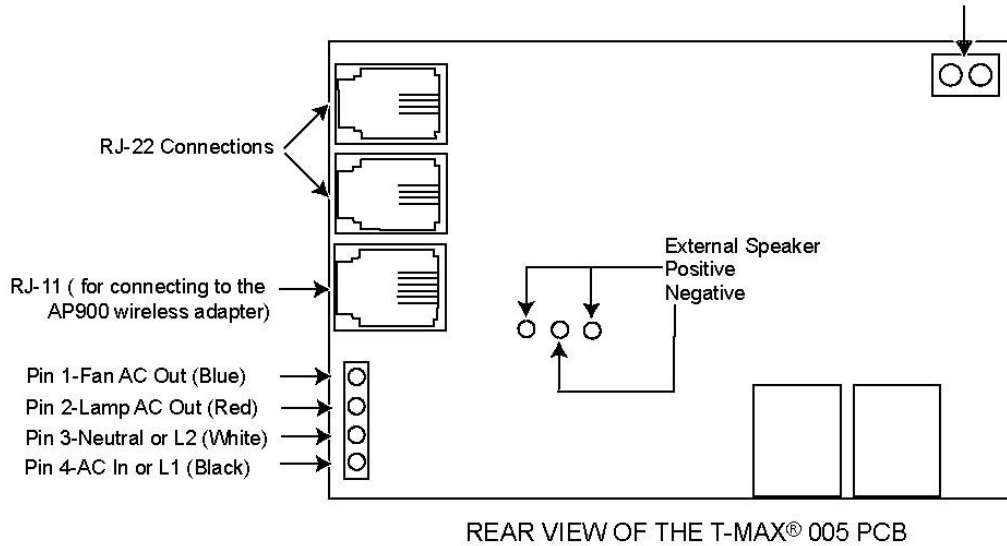 RJ-22 Connections
RJ-11 ( for connecting to the
AP900 wireless adapter)
External Speaker
Positive
Negative
Pin 1-Fan AC Out (Blue)
Pin 2-Lamp AC Out (Red)
Pin 3-Neutral or L2 (White)
Pin 4-AC In or L1 (Black)
REAR VIEW OF THE T-MAX® 005 PCB